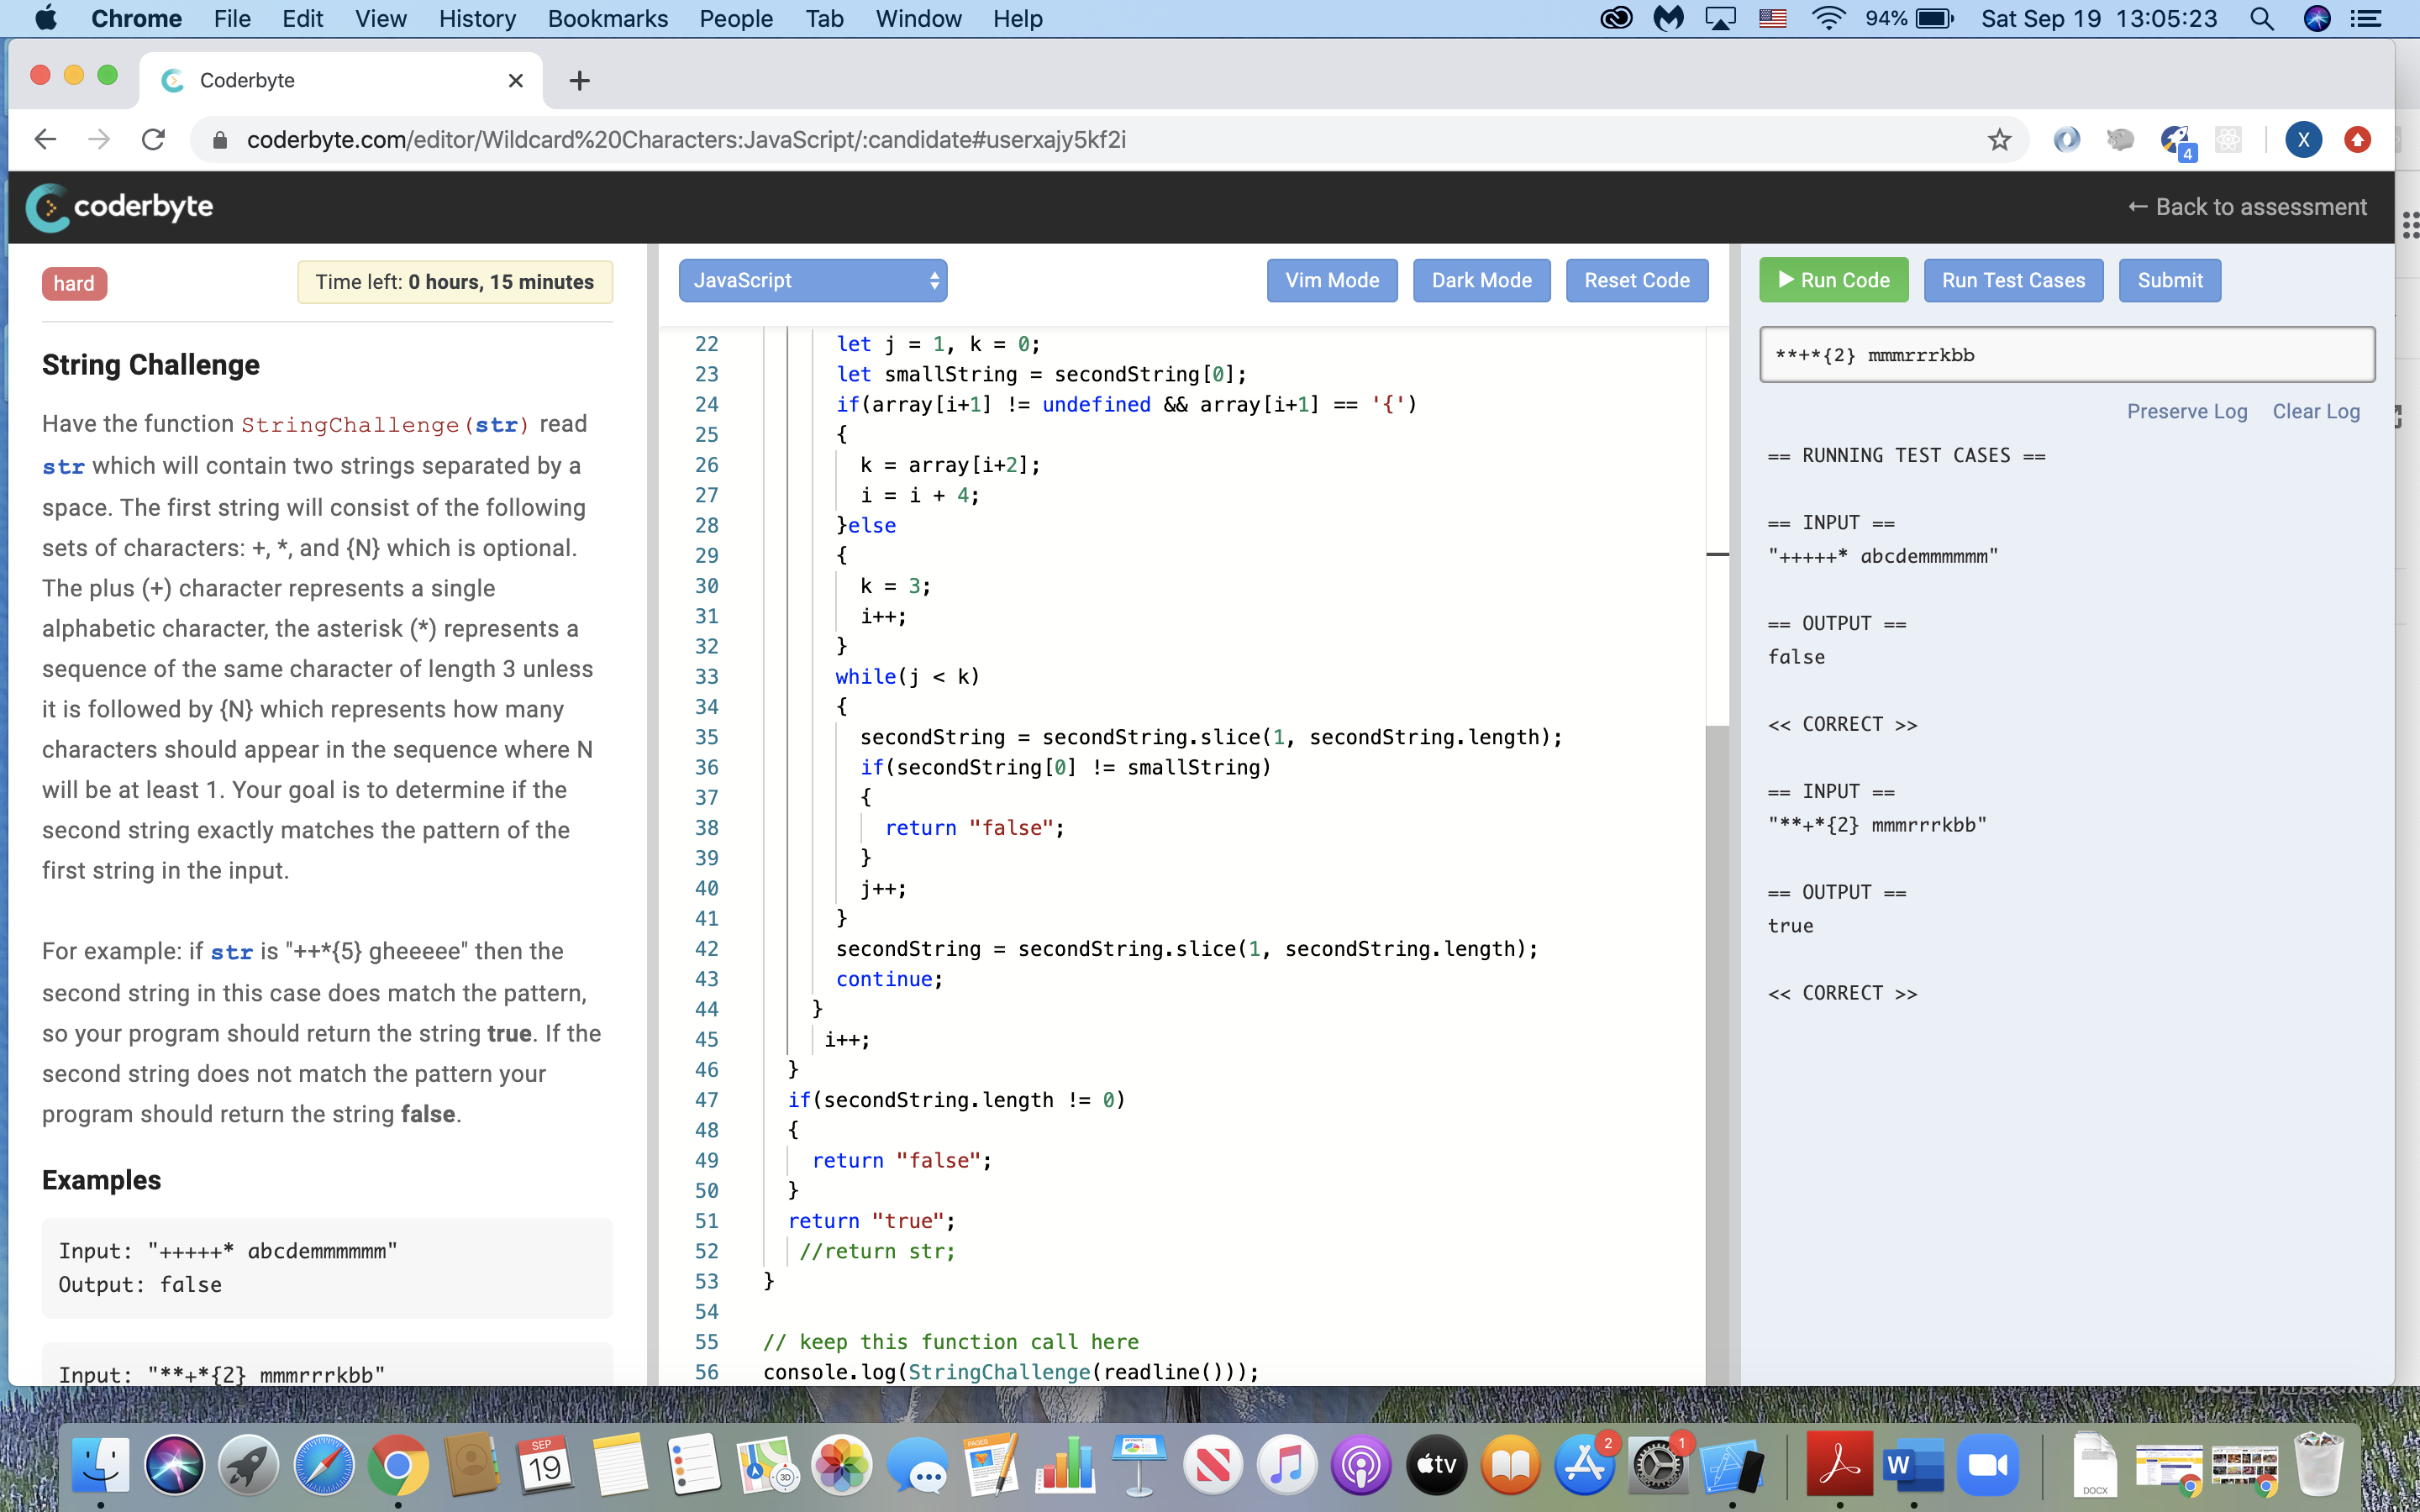 Chrome File Edit View History Bookmarks People Tab Window Help 94% Sat Sep 19 13:05:23
Coderbyte
coderbyte.com/editor/Wildcard%20Characters:JavaScript/:candidate#userxajy5kf2i
4
X
coderbyte
← Back to assessment
hard
Time left: 0 hours, 15 minutes
String Challenge
Have the function StringChallenge(str) read
str which will contain two strings separated by a
space. The first string will consist of the following
sets of characters: +, *, and {N} which is optional.
The plus (+) character represents a single
alphabetic character, the asterisk (*) represents a
sequence of the same character of length 3 unless
it is followed by {N} which represents how many
characters should appear in the sequence where N
will be at least 1. Your goal is to determine if the
second string exactly matches the pattern of the
first string in the input.
For example: if str is "++*{5} gheeeee" then the
second string in this case does match the pattern,
so your program should return the string true. If the
second string does not match the pattern your
program should return the string false.
Examples
Input: "+++++* abcdemmmmmm"
Output: false
Input: "**+*{2} mmmrrrkbb"
JavaScript
Vim Mode
Dark Mode
Reset Code
22 let j = 1, k = 0;
23 let smallString = secondString[0];
24 if(array[i+1] != undefined && array[i+1] == '{')
25 {
26 k = array[i+2];
27 i = i + 4;
28 }else
29 {
30 k = 3;
31 i++;
32 }
33 while(j < k)
34 {
35 secondString = secondString.slice(1, secondString.length);
36 if(secondString[0] != smallString)
37 {
38 return "false";
39 }
40 j++;
41 }
42 secondString = secondString.slice(1, secondString.length);
43 continue;
44 }
45 i++;
46 }
47 if(secondString.length != 0)
48 {
49 return "false";
50 }
51 return "true";
52 //return str;
53 }
54
55 // keep this function call here
56 console.log(StringChallenge(readline()));
Run Code
Run Test Cases
Submit
**+*{2} mmmrrrkbb
Preserve Log Clear Log
== RUNNING TEST CASES ==
== INPUT ==
"+++++* abcdemmmmmm"
== OUTPUT ==
false
<< CORRECT >>
== INPUT ==
"**+*{2} mmmrrrkbb"
== OUTPUT ==
true
<< CORRECT >>
SEP
19
PAGES
3D
tv
2
1
W
DOCX